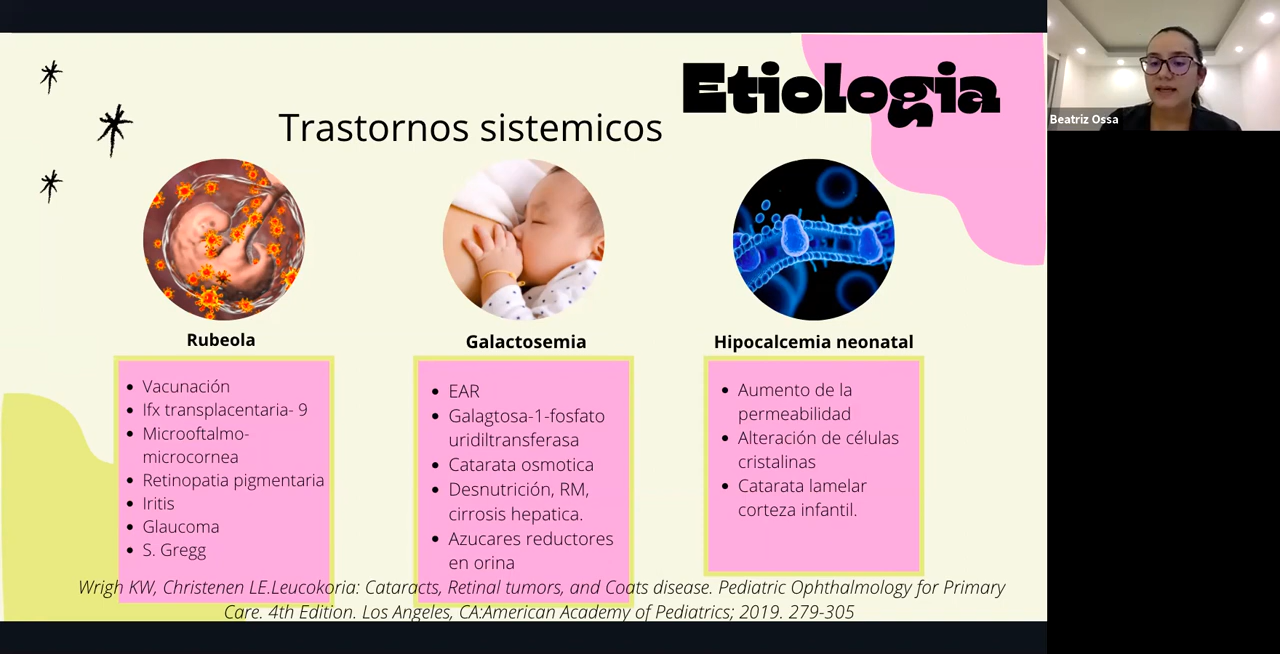 Etiologia
Trastornos sistemicos
Rubeola
• Vacunación
• Ifx transplacentaria- 9
• Microoftalmo-
microcornea
• Retinopatia pigmentaria
• Iritis
• Glaucoma
• S. Gregg
Galactosemia
• EAR
• Galagtosa-1-fosfato
uridiltransferasa
• Catarata osmotica
• Desnutrición, RM,
cirrosis hepatica.
• Azucares reductores
en orina
Hipocalcemia neonatal
• Aumento de la
permeabilidad
• Alteración de células
cristalinas
• Catarata lamelar
corteza infantil.
Wrigh KW, Christenen LE.Leucokoria: Cataracts, Retinal tumors, and Coats disease. Pediatric Ophthalmology for Primary
Care. 4th Edition. Los Angeles, CA:American Academy of Pediatrics; 2019. 279-305
Beatriz Ossa